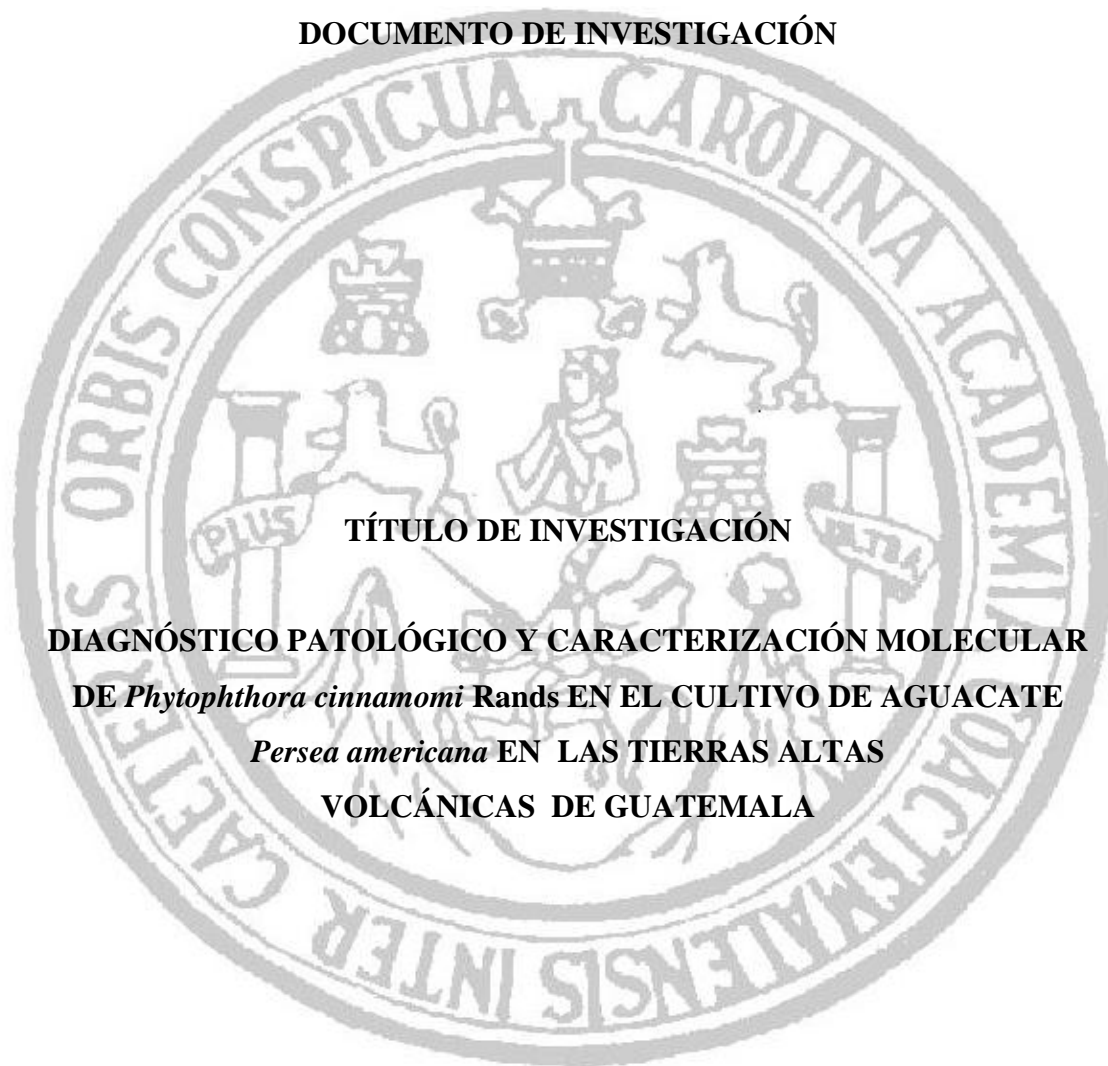 DOCUMENTO DE INVESTIGACIÓN
CAETERAS ORBIS CONSPICUA CAROLINA ACADEMIA COACTEMALENSIS INTER
PLUS
ULTRA
TÍTULO DE INVESTIGACIÓN
DIAGNÓSTICO PATOLÓGICO Y CARACTERIZACIÓN MOLECULAR
DE Phytophthora cinnamomi Rands EN EL CULTIVO DE AGUACATE
Persea americana EN LAS TIERRAS ALTAS
VOLCÁNICAS DE GUATEMALA